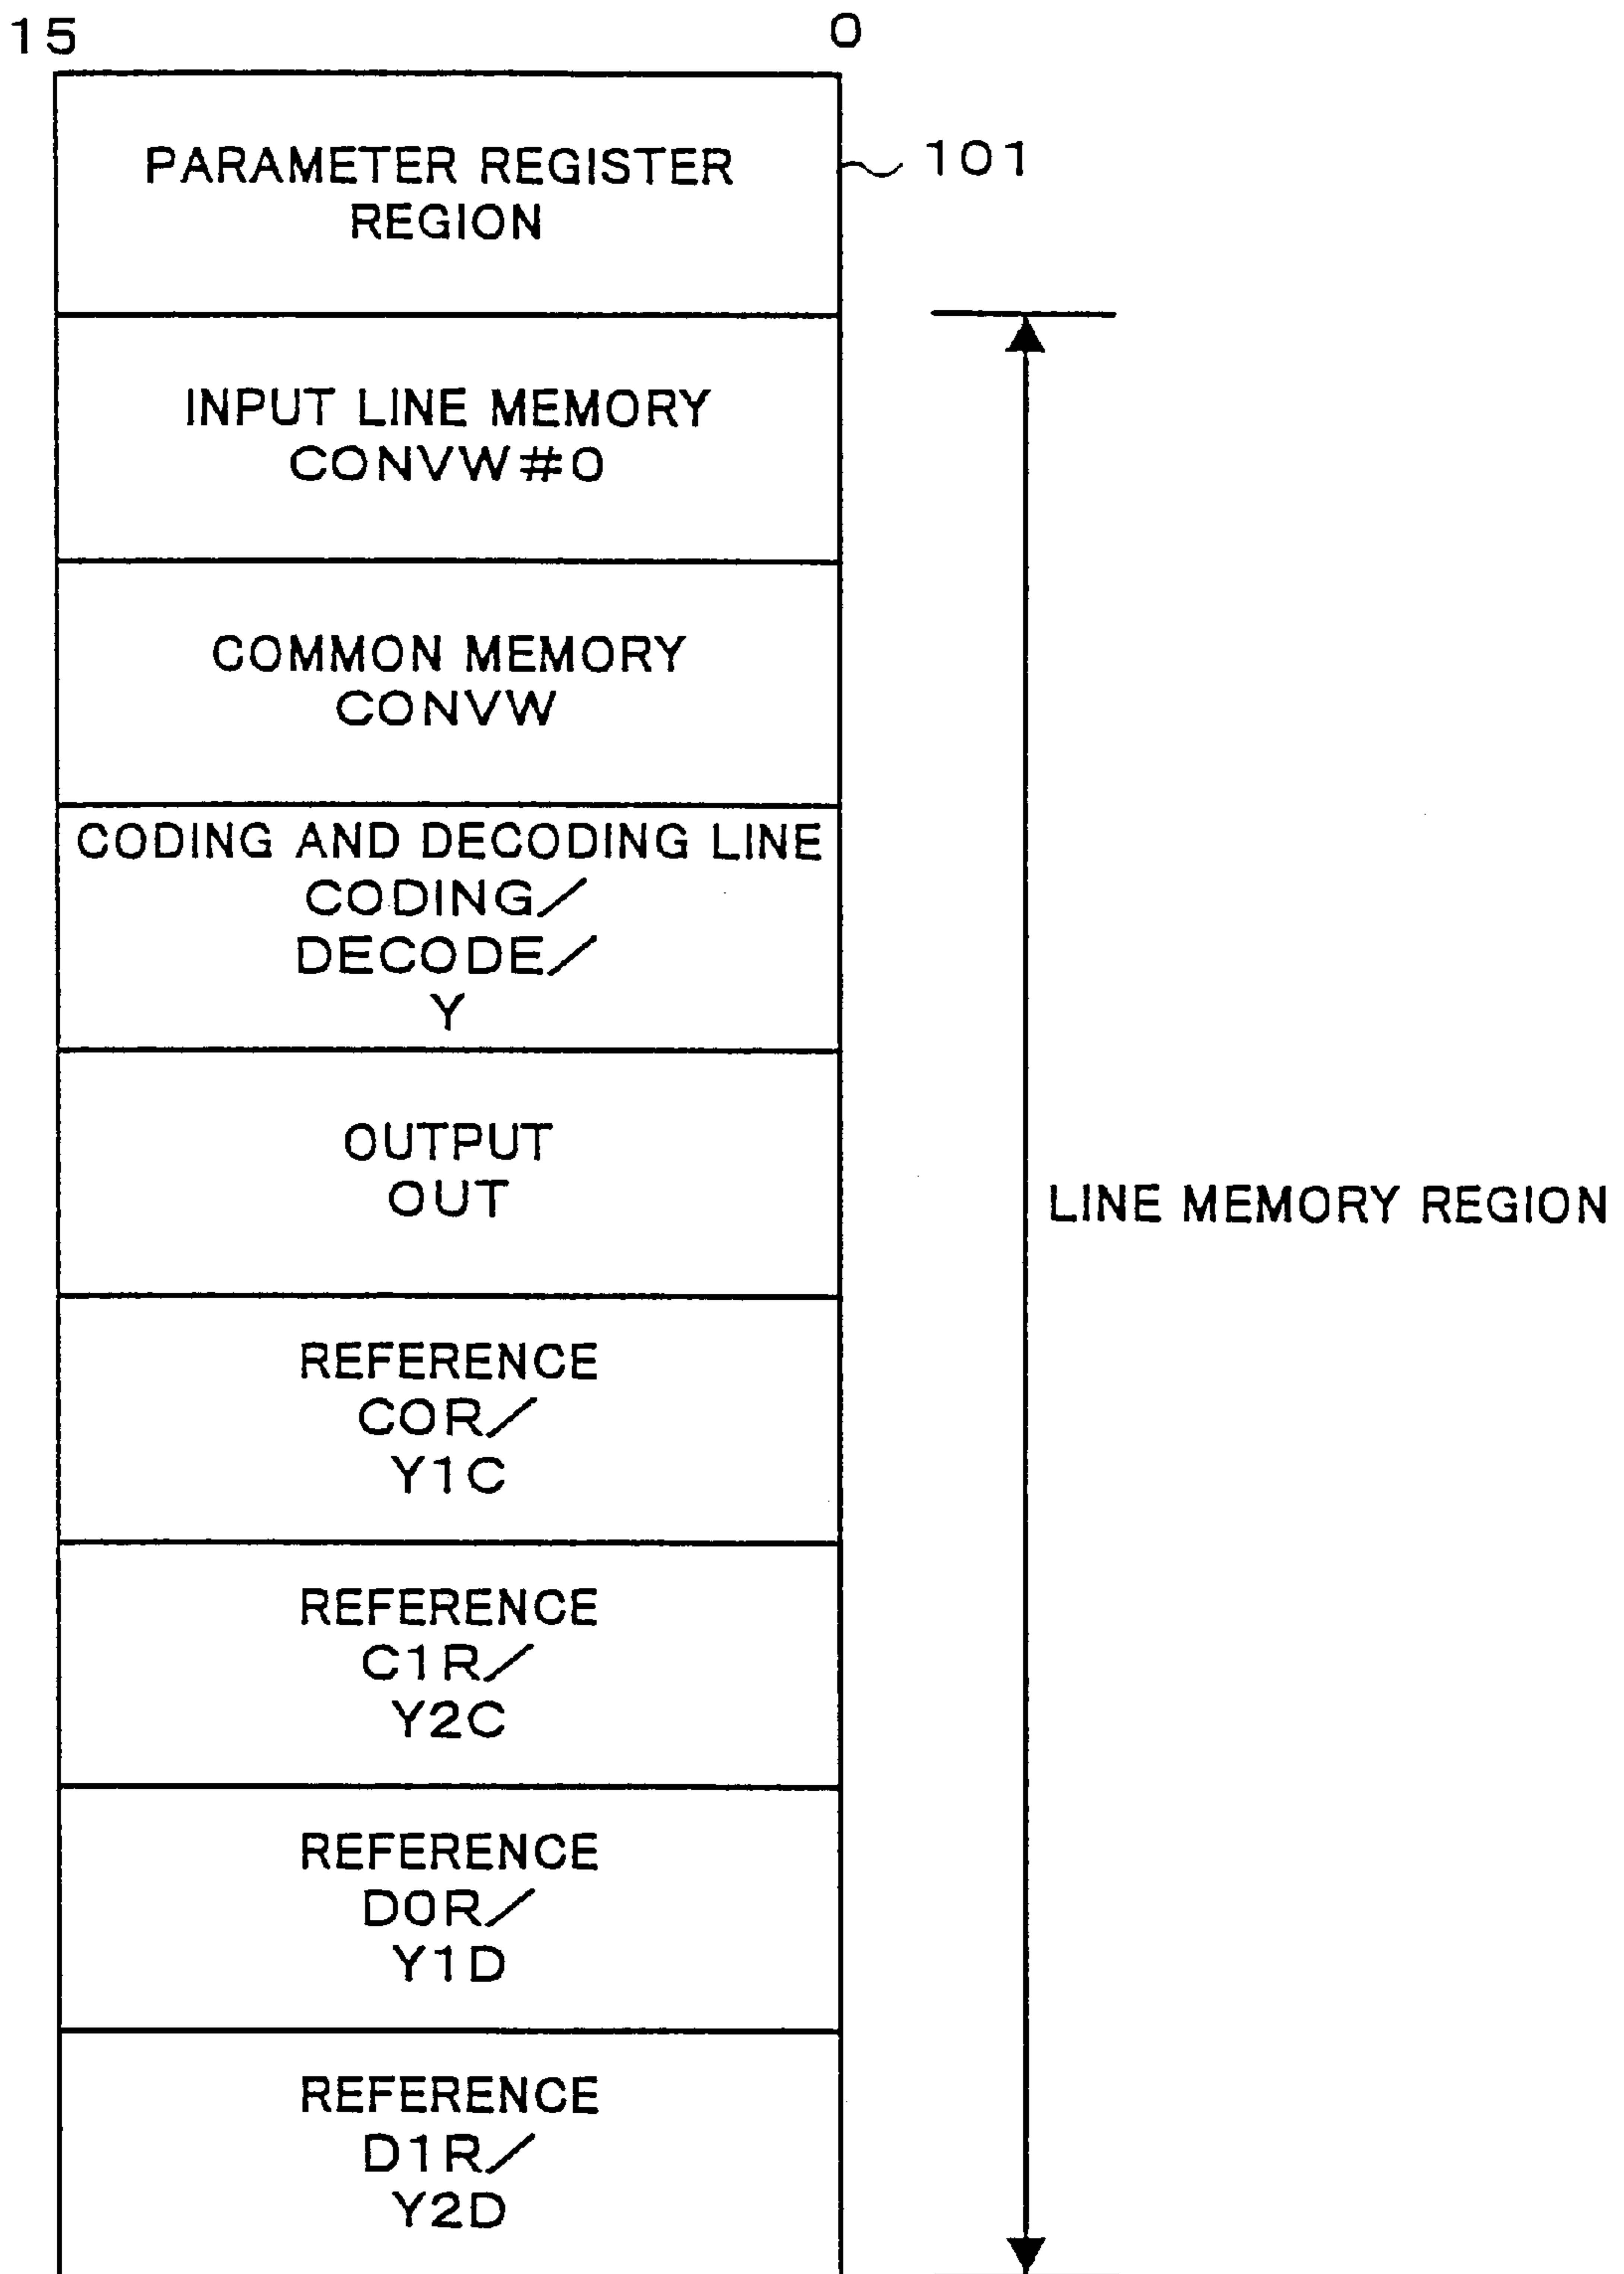 15
0
PARAMETER REGISTER
REGION
101
INPUT LINE MEMORY
CONVW#0
COMMON MEMORY
CONVW
CODING AND DECODING LINE
CODING/
DECODE/
Y
OUTPUT
OUT
LINE MEMORY REGION
REFERENCE
C0R/
Y1C
REFERENCE
C1R/
Y2C
REFERENCE
D0R/
Y1D
REFERENCE
D1R/
Y2D